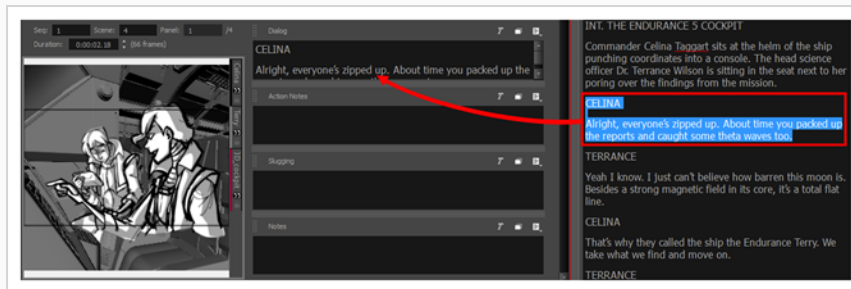 Seq: 1 Scene: 4 Panel: 1 /4
Duration: 0:00:02.18 (66 frames)
Colour
Terry
3D_cockpit
Dialog
CELINA
Alright, everyone's zipped up. About time you packed up the
Action Notes
Slugging
Notes
INT. THE ENDURANCE 5 COCKPIT
Commander Celina Taggart sits at the helm of the ship
punching coordinates into a console. The head science
officer Dr. Terrance Wilson is sitting in the seat next to her
poring over the findings from the mission.
CELINA
Alright, everyone's zipped up. About time you packed up
the reports and caught some theta waves too.
TERRANCE
Yeah I know. I just can't believe how barren this moon is.
Besides a strong magnetic field in its core, it's a total flat
line.
CELINA
That's why they called the ship the Endurance Terry. We
take what we find and move on.
TERRANCE